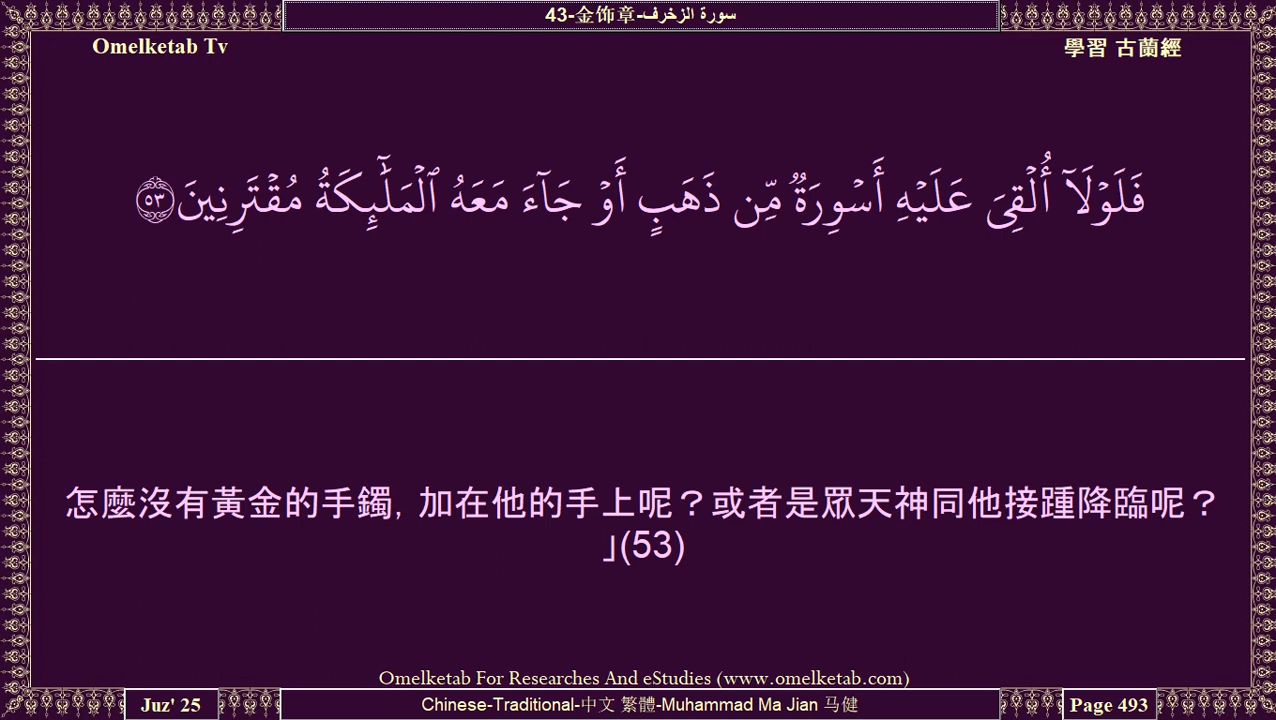 43-金饰章-سورة الزخرف
Omelketab Tv
學習 古蘭經
فَلَوۡلَآ أُلۡقِىَ عَلَيۡهِ أَسۡوِرَةٌ۬ مِّن ذَهَبٍ أَوۡ جَآءَ مَعَهُ ٱلۡمَلَـٰٓٮِٕڪَةُ مُقۡتَرِنِينَ ٥٣
怎麼沒有黃金的手鐲，加在他的手上呢？或者是眾天神同他接踵降臨呢？
」(53)
Omelketab For Researches And eStudies (www.omelketab.com)
Juz' 25
Chinese-Traditional-中文 繁體-Muhammad Ma Jian 马健
Page 493